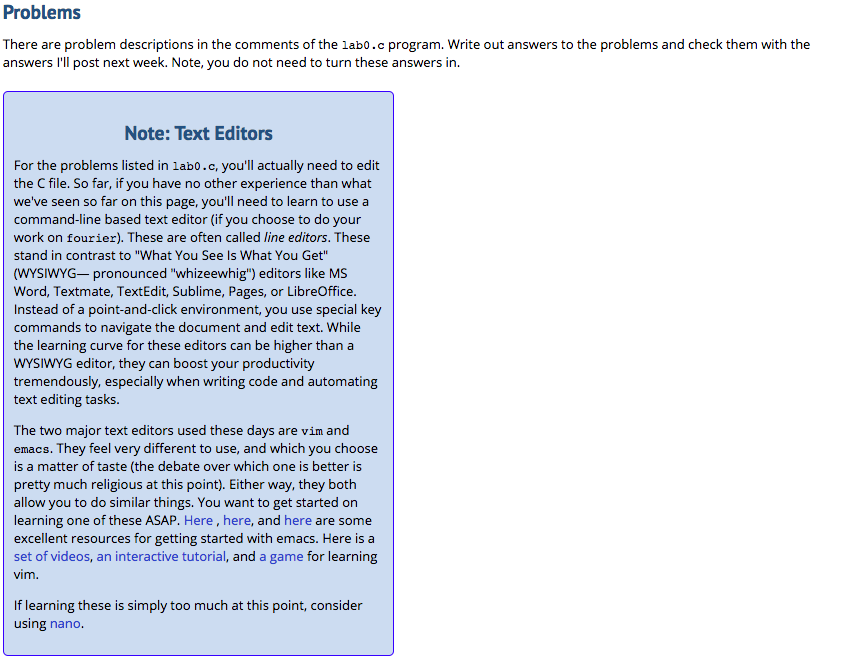 Problems
There are problem descriptions in the comments of the lab0.c program. Write out answers to the problems and check them with the
answers I'll post next week. Note, you do not need to turn these answers in.
Note: Text Editors
For the problems listed in lab0.c, you'll actually need to edit
the C file. So far, if you have no other experience than what
we've seen so far on this page, you'll need to learn to use a
command-line based text editor (if you choose to do your
work on fourier). These are often called line editors. These
stand in contrast to "What You See Is What You Get"
(WYSIWYG— pronounced "whizeewhig") editors like MS
Word, Textmate, TextEdit, Sublime, Pages, or LibreOffice.
Instead of a point-and-click environment, you use special key
commands to navigate the document and edit text. While
the learning curve for these editors can be higher than a
WYSIWYG editor, they can boost your productivity
tremendously, especially when writing code and automating
text editing tasks.
The two major text editors used these days are vim and
emacs. They feel very different to use, and which you choose
is a matter of taste (the debate over which one is better is
pretty much religious at this point). Either way, they both
allow you to do similar things. You want to get started on
learning one of these ASAP. Here , here, and here are some
excellent resources for getting started with emacs. Here is a
set of videos, an interactive tutorial, and a game for learning
vim.
If learning these is simply too much at this point, consider
using nano.